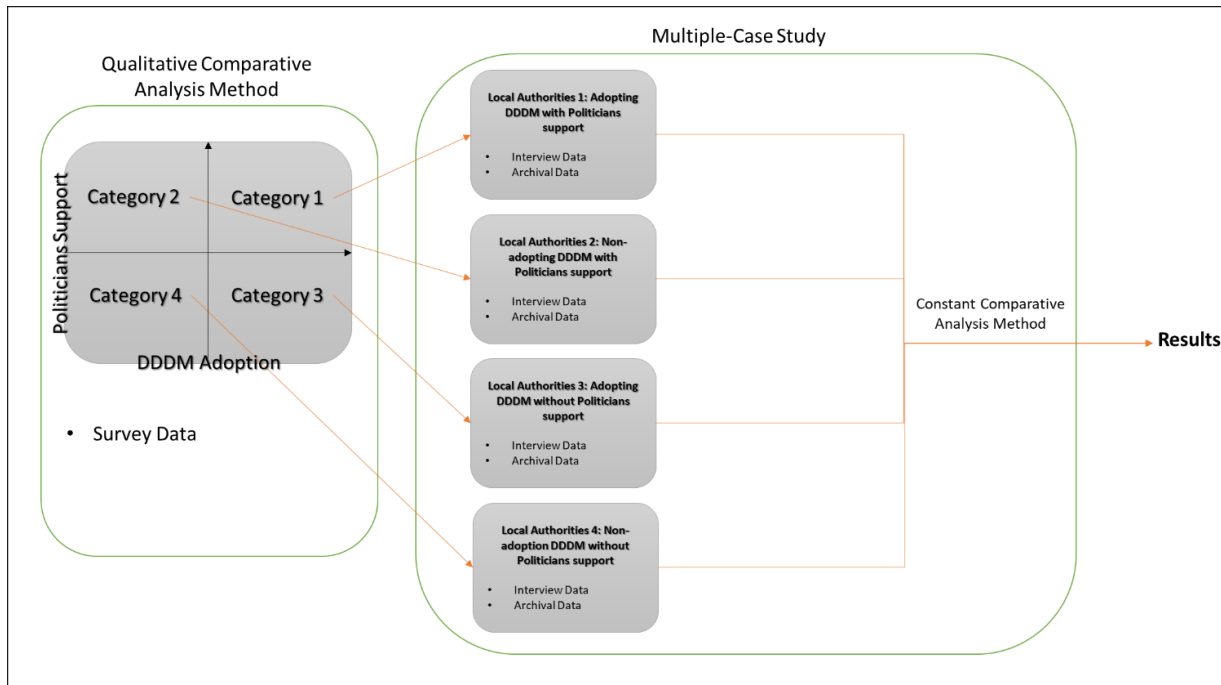 Qualitative Comparative
Analysis Method
Politicians Support
Category 2
Category 1
Category 4
Category 3
DDDM Adoption
• Survey Data
Multiple-Case Study
Local Authorities 1: Adopting
DDDM with Politicians
support
• Interview Data
• Archival Data
Local Authorities 2: Non-
adopting DDDM with
Politicians support
• Interview Data
• Archival Data
Local Authorities 3: Adopting
DDDM without Politicians
support
• Interview Data
• Archival Data
Local Authorities 4: Non-
adoption DDDM without
Politicians support
• Interview Data
• Archival Data
Constant Comparative
Analysis Method
Results